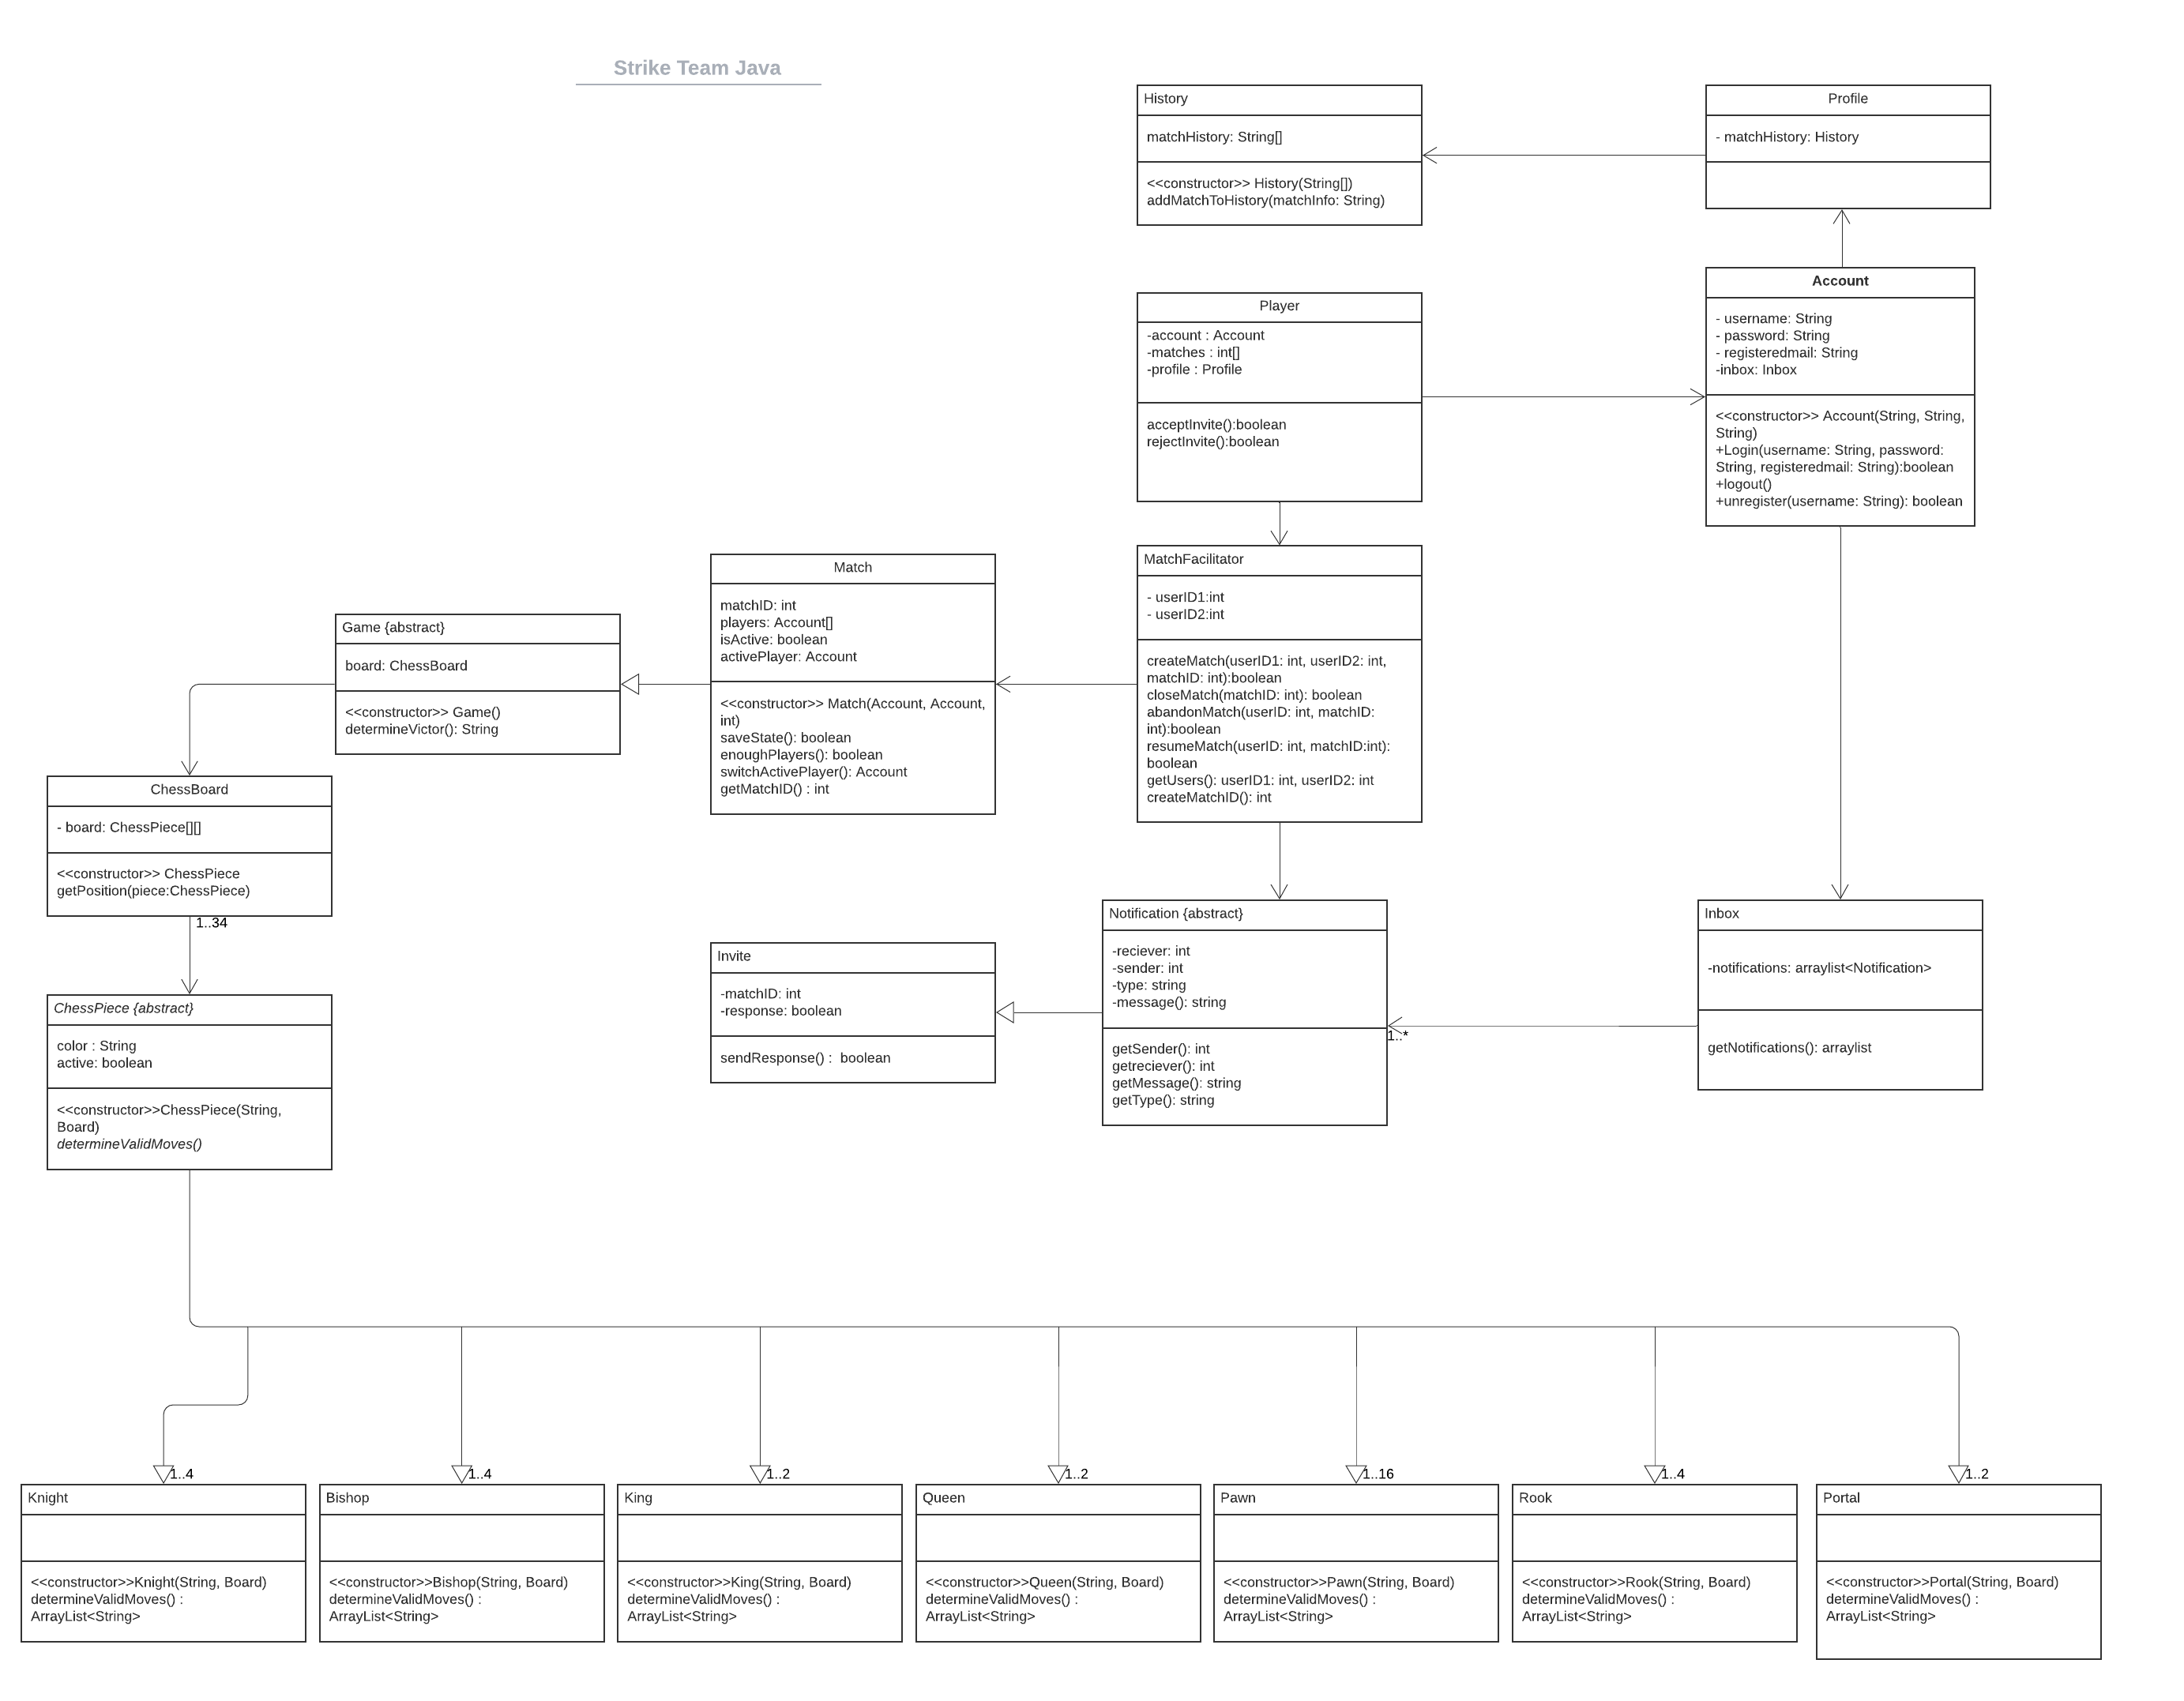 Strike Team Java
History
matchHistory: String[]
<<constructor>> History(String[])
addMatchToHistory(matchInfo: String)
Profile
- matchHistory: History
Player
-account : Account
-matches : int[]
-profile : Profile
acceptInvite():boolean
rejectInvite():boolean
Account
- username: String
- password: String
- registeredmail: String
-inbox: Inbox
<<constructor>> Account(String, String,
String)
+Login(username: String, password:
String, registeredmail: String):boolean
+logout()
+unregister(username: String): boolean
Game {abstract}
board: ChessBoard
<<constructor>> Game()
determineVictor(): String
Match
matchID: int
players: Account[]
isActive: boolean
activePlayer: Account
<<constructor>> Match(Account, Account,
int)
saveState(): boolean
enoughPlayers(): boolean
switchActivePlayer(): Account
getMatchID() : int
MatchFacilitator
- userID1:int
- userID2:int
createMatch(userID1: int, userID2: int,
matchID: int):boolean
closeMatch(matchID: int): boolean
abandonMatch(userID: int, matchID:
int):boolean
resumeMatch(userID: int, matchID:int):
boolean
getUsers(): userID1: int, userID2: int
createMatchID(): int
ChessBoard
- board: ChessPiece[][]
<<constructor>> ChessPiece
getPosition(piece:ChessPiece)
1..34
ChessPiece {abstract}
color : String
active: boolean
<<constructor>>ChessPiece(String,
Board)
determineValidMoves()
Invite
-matchID: int
-response: boolean
sendResponse() :  boolean
Notification {abstract}
-reciever: int
-sender: int
-type: string
-message(): string
getSender(): int
getreciever(): int
getMessage(): string
getType(): string
1..*
Inbox
-notifications: arraylist<Notification>
getNotifications(): arraylist
1..4
Knight
<<constructor>>Knight(String, Board)
determineValidMoves() :
ArrayList<String>
1..4
Bishop
<<constructor>>Bishop(String, Board)
determineValidMoves() :
ArrayList<String>
1..2
King
<<constructor>>King(String, Board)
determineValidMoves() :
ArrayList<String>
1..2
Queen
<<constructor>>Queen(String, Board)
determineValidMoves() :
ArrayList<String>
1..16
Pawn
<<constructor>>Pawn(String, Board)
determineValidMoves() :
ArrayList<String>
1..4
Rook
<<constructor>>Rook(String, Board)
determineValidMoves() :
ArrayList<String>
1..2
Portal
<<constructor>>Portal(String, Board)
determineValidMoves() :
ArrayList<String>